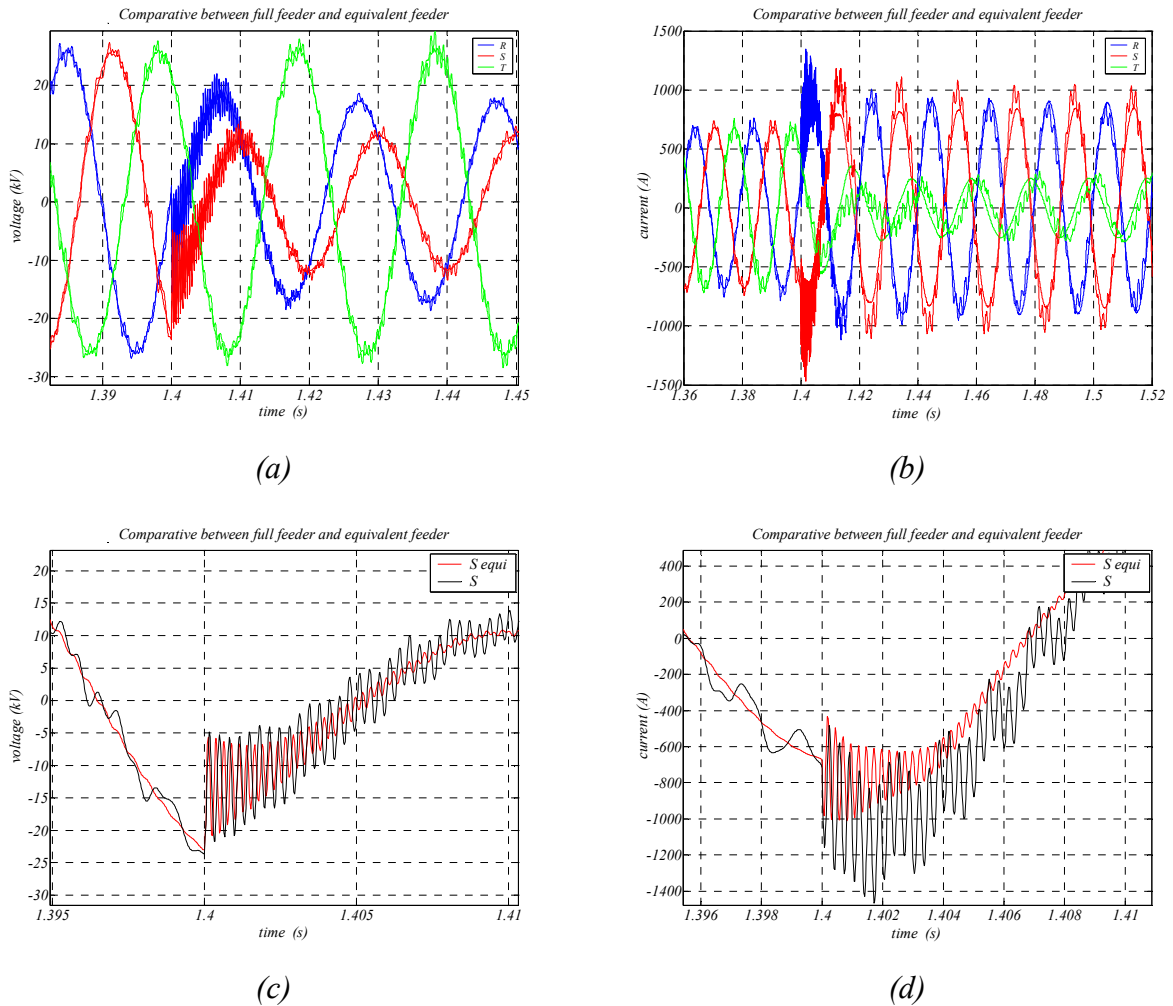 Comparative between full feeder and equivalent feeder
R
S
T
20
10
0
-10
-20
-30
voltage (kV)
1.39
1.4
1.41
1.42
1.43
1.44
1.45
time (s)
(a)
Comparative between full feeder and equivalent feeder
R
S
T
1500
1000
500
0
-500
-1000
-1500
current (A)
1.36
1.38
1.4
1.42
1.44
1.46
1.48
1.5
1.52
time (s)
(b)
Comparative between full feeder and equivalent feeder
S equi
S
20
15
10
5
0
-5
-10
-15
-20
-25
-30
voltage (kV)
1.395
1.4
1.405
1.41
time (s)
(c)
Comparative between full feeder and equivalent feeder
S equi
S
400
200
0
-200
-400
-600
-800
-1000
-1200
-1400
current (A)
1.396
1.398
1.4
1.402
1.404
1.406
1.408
1.41
time (s)
(d)